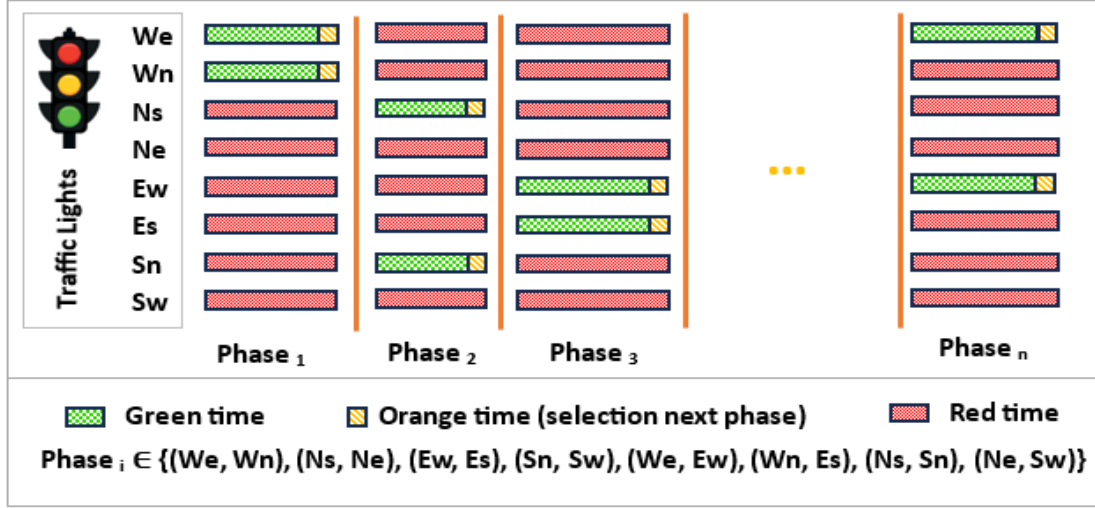 We
Wn
Ns
Ne
Ew
Es
Sn
Sw
Traffic Lights
...
Phase 1
Phase 2
Phase 3
Phase n
Green time
Orange time (selection next phase)
Red time
Phase i ∈ {(We, Wn), (Ns, Ne), (Ew, Es), (Sn, Sw), (We, Ew), (Wn, Es), (Ns, Sn), (Ne, Sw)}